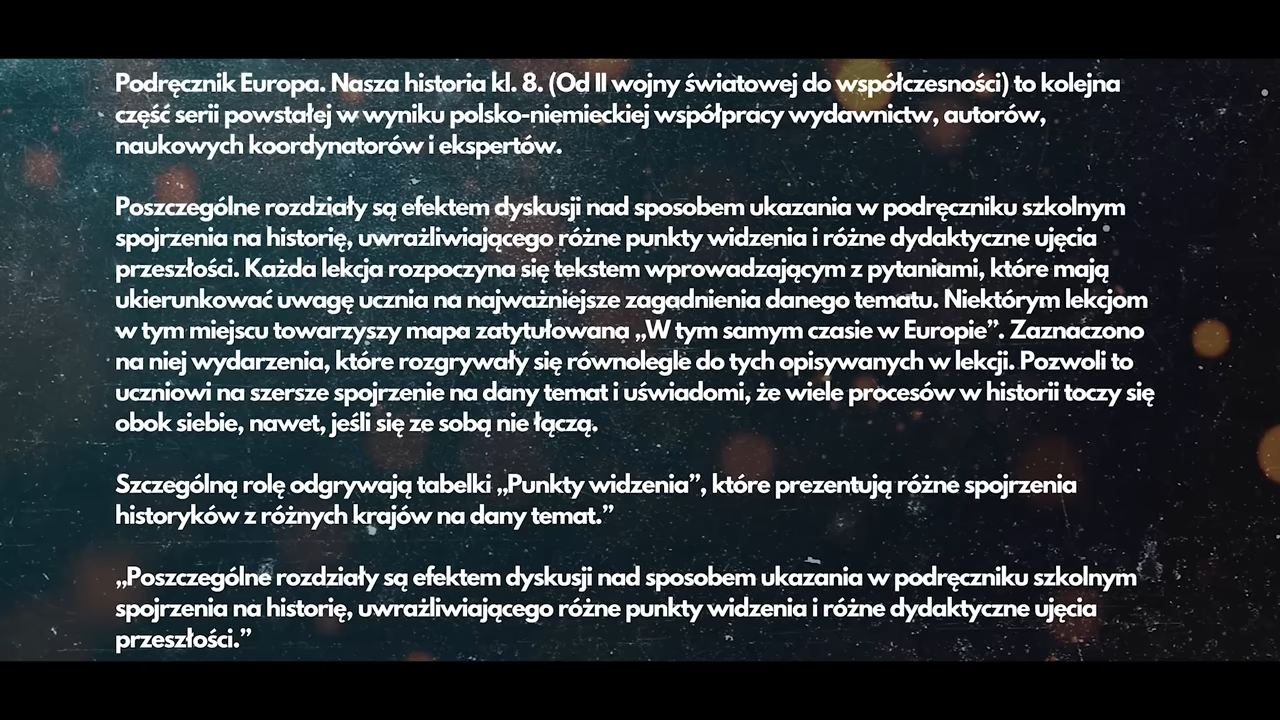 Podręcznik Europa. Nasza historia kl. 8. (Od II wojny światowej do współczesności) to kolejna
część serii powstałej w wyniku polsko-niemieckiej współpracy wydawnictw, autorów,
naukowych koordynatorów i ekspertów.
Poszczególne rozdziały są efektem dyskusji nad sposobem ukazania w podręczniku szkolnym
spojrzenia na historię, uwrażliwiającego różne punkty widzenia i różne dydaktyczne ujęcia
przeszłości. Każda lekcja rozpoczyna się tekstem wprowadzającym z pytaniami, które mają
ukierunkować uwagę ucznia na najważniejsze zagadnienia danego tematu. Niektórym lekcjom
w tym miejscu towarzyszy mapa zatytułowana „W tym samym czasie w Europie”. Zaznaczono
na niej wydarzenia, które rozgrywały się równolegle do tych opisywanych w lekcji. Pozwoli to
uczniowi na szersze spojrzenie na dany temat i uświadomi, że wiele procesów w historii toczy się
obok siebie, nawet, jeśli się ze sobą nie łączą.
Szczególną rolę odgrywają tabelki „Punkty widzenia”, które prezentują różne spojrzenia
historyków z różnych krajów na dany temat.”
„Poszczególne rozdziały są efektem dyskusji nad sposobem ukazania w podręczniku szkolnym
spojrzenia na historię, uwrażliwiającego różne punkty widzenia i różne dydaktyczne ujęcia
przeszłości.”